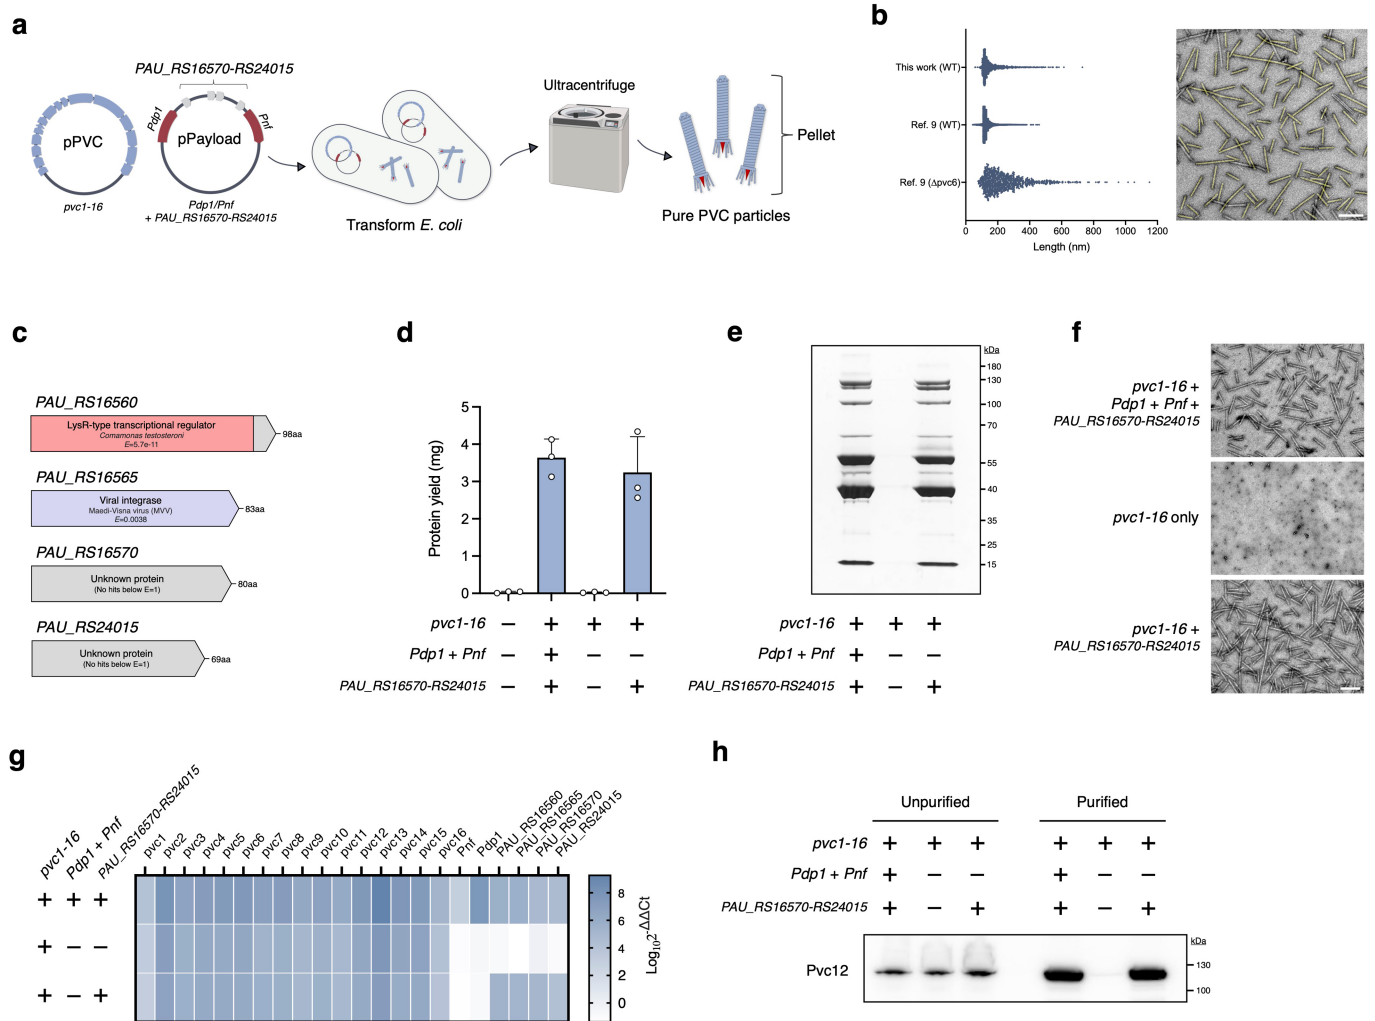 a
PAU_RS16570-RS24015
Pdp1
Pnf
pPVC
pPayload
pvc1-16
Pdp1/Pnf
+ PAU_RS16570-RS24015
Transform E. coli
Ultracentrifuge
Pellet
Pure PVC particles
b
This work (WT)
Ref. 9 (WT)
Ref. 9 (Δpvc6)
0 200 400 600 800 1000 1200
Length (nm)
c
PAU_RS16560
LysR-type transcriptional regulator
Comamonas testosteroni
E=5.7e-11
98aa
PAU_RS16565
Viral integrase
Maedi-Visna virus (MVV)
E=0.0038
83aa
PAU_RS16570
Unknown protein
(No hits below E=1)
80aa
PAU_RS24015
Unknown protein
(No hits below E=1)
69aa
d
Protein yield (mg)
5
4
3
2
1
0
pvc1-16 − + + +
Pdp1 + Pnf − + − −
PAU_RS16570-RS24015 − + − +
e
kDa
180
130
100
70
55
40
35
25
15
pvc1-16 + + +
Pdp1 + Pnf + − −
PAU_RS16570-RS24015 + − +
f
pvc1-16 +
Pdp1 + Pnf +
PAU_RS16570-RS24015
pvc1-16 only
pvc1-16 +
PAU_RS16570-RS24015
g
pvc1-16
Pdp1 + Pnf
PAU_RS16570-RS24015
pvc1
pvc2
pvc3
pvc4
pvc5
pvc6
pvc7
pvc8
pvc9
pvc10
pvc11
pvc12
pvc13
pvc14
pvc15
pvc16
Pnf
Pdp1
PAU_RS16560
PAU_RS16565
PAU_RS16570
PAU_RS24015
+ + +
+ − −
+ − +
8
6
4
2
0
Log₁₀2^-ΔΔCt
h
Unpurified Purified
pvc1-16 + + + + + +
Pdp1 + Pnf + − − + − −
PAU_RS16570-RS24015 + − + + − +
Pvc12
kDa
130
100